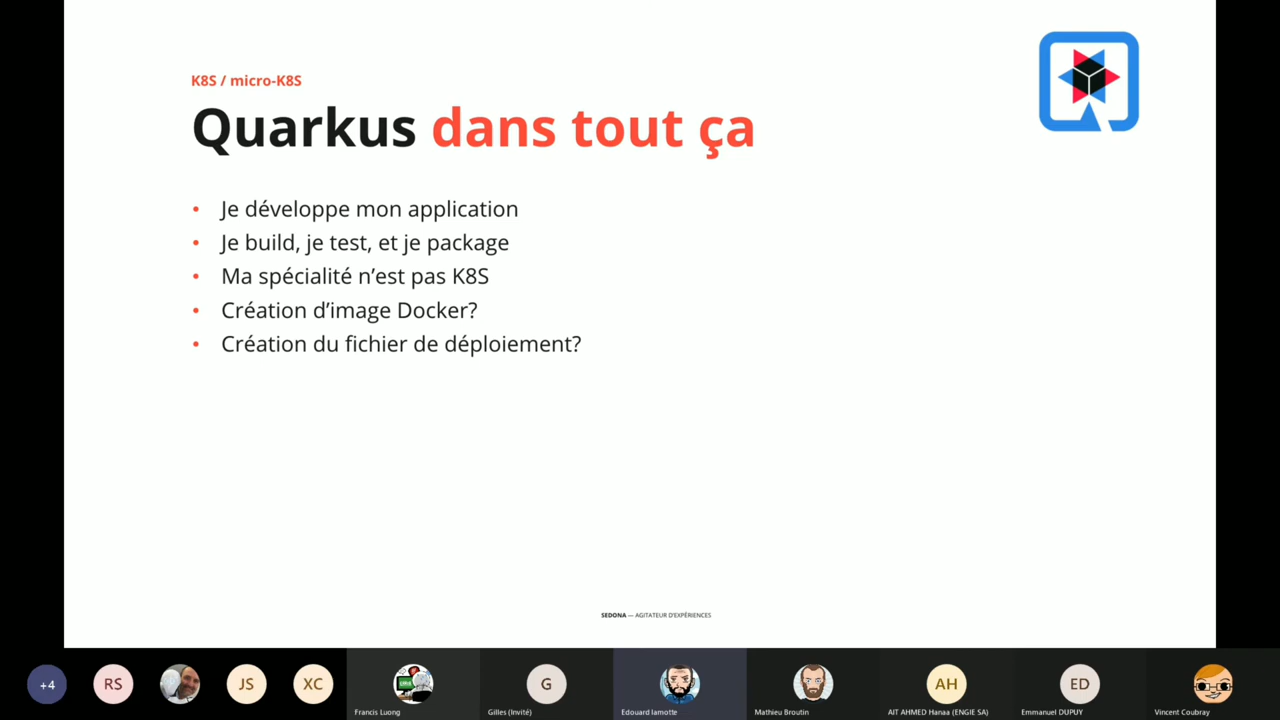 K8S / micro-K8S
Quarkus dans tout ça
• Je développe mon application
• Je build, je test, et je package
• Ma spécialité n’est pas K8S
• Création d’image Docker?
• Création du fichier de déploiement?
SEDONA — AGITATEUR D'EXPÉRIENCES
+4
RS
JS
XC
G
AH
ED
Francis Luong
Gilles (Invité)
Edouard lamotte
Mathieu Broutin
AIT AHMED Hanaa (ENGIE SA)
Emmanuel DUPUY
Vincent Coubray